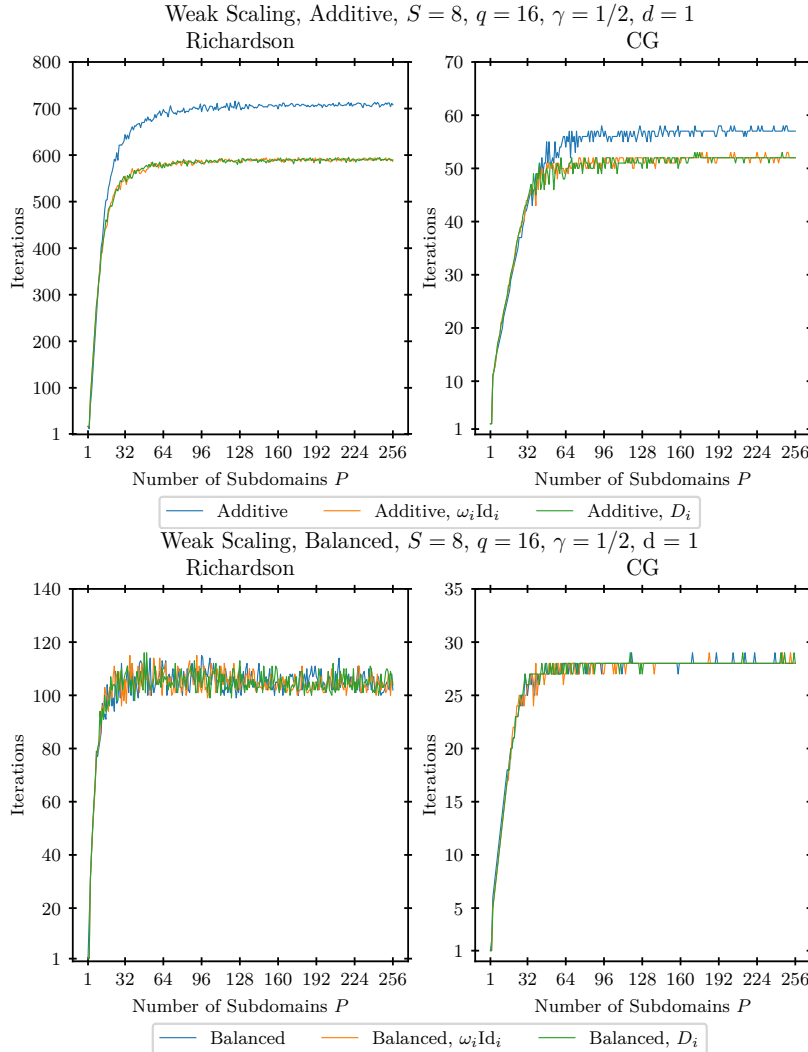 Weak Scaling, Additive, S = 8, q = 16, γ = 1/2, d = 1
Richardson
800
700
600
500
400
300
200
100
1
Iterations
1 32 64 96 128 160 192 224 256
Number of Subdomains P
CG
70
60
50
40
30
20
10
1
Iterations
1 32 64 96 128 160 192 224 256
Number of Subdomains P
Additive Additive, ωᵢIdᵢ Additive, Dᵢ
Weak Scaling, Balanced, S = 8, q = 16, γ = 1/2, d = 1
Richardson
140
120
100
80
60
40
20
1
Iterations
1 32 64 96 128 160 192 224 256
Number of Subdomains P
CG
35
30
25
20
15
10
5
1
Iterations
1 32 64 96 128 160 192 224 256
Number of Subdomains P
Balanced Balanced, ωᵢIdᵢ Balanced, Dᵢ